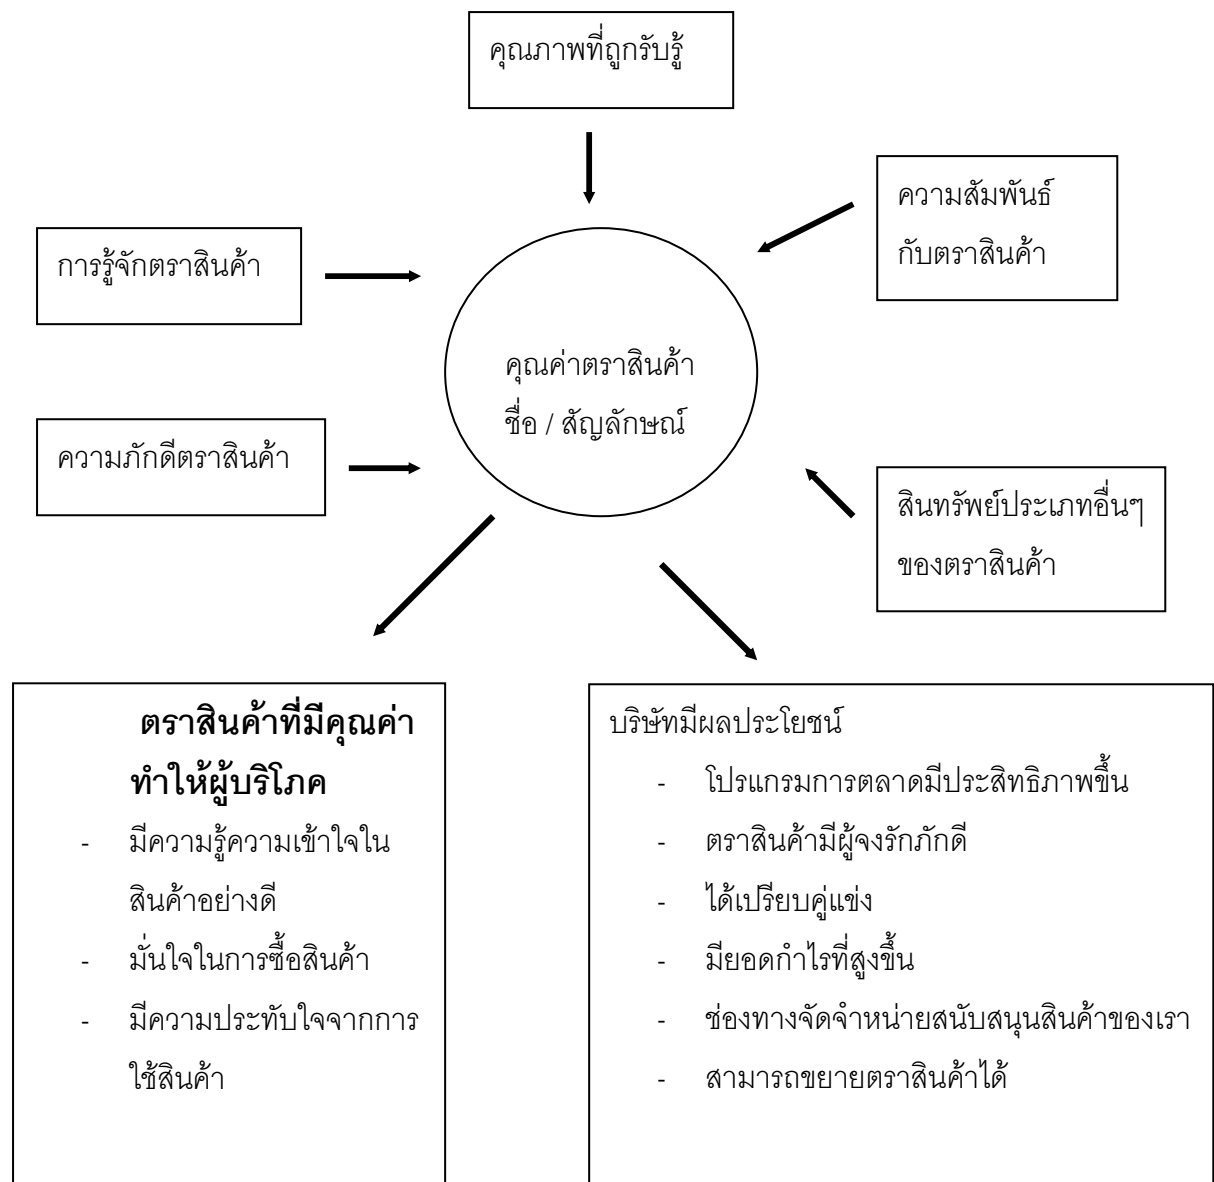 คุณภาพที่ถูกรับรู้
ความสัมพันธ์
กับตราสินค้า
การรู้จักตราสินค้า
คุณค่าตราสินค้า
ชื่อ / สัญลักษณ์
ความภักดีตราสินค้า
สินทรัพย์ประเภทอื่นๆ
ของตราสินค้า
ตราสินค้าที่มีคุณค่า
ทำให้ผู้บริโภค
- มีความรู้ความเข้าใจใน
สินค้าอย่างดี
- มั่นใจในการซื้อสินค้า
- มีความประทับใจจากการ
ใช้สินค้า
บริษัทมีผลประโยชน์
- โปรแกรมการตลาดมีประสิทธิภาพขึ้น
- ตราสินค้ามีผู้จงรักภักดี
- ได้เปรียบคู่แข่ง
- มียอดกำไรที่สูงขึ้น
- ช่องทางจัดจำหน่ายสนับสนุนสินค้าของเรา
- สามารถขยายตราสินค้าได้